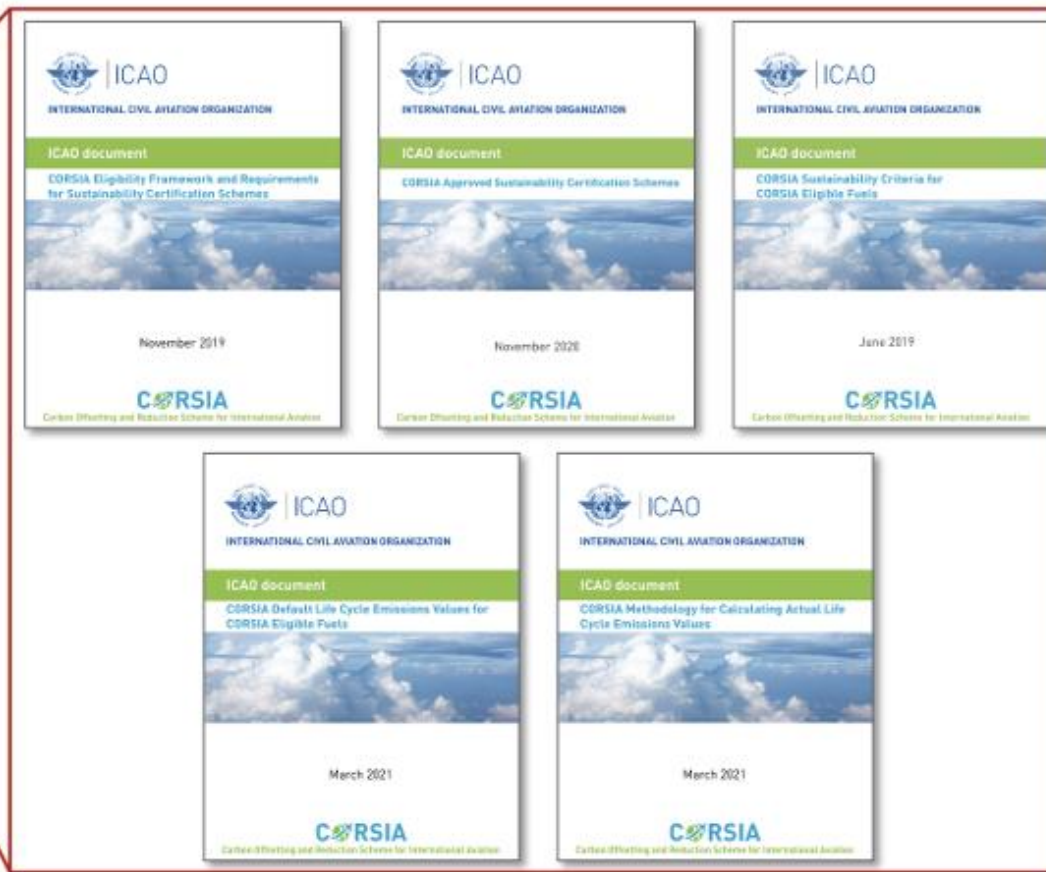 ICAO
INTERNATIONAL CIVIL AVIATION ORGANIZATION
ICAO document
CORSIA Eligibility Framework and Requirements
for Sustainability Certification Schemes
November 2019
CORSIA
Carbon Offsetting and Reduction Scheme for International Aviation
ICAO
INTERNATIONAL CIVIL AVIATION ORGANIZATION
ICAO document
CORSIA Approved Sustainability Certification Schemes
November 2020
CORSIA
Carbon Offsetting and Reduction Scheme for International Aviation
ICAO
INTERNATIONAL CIVIL AVIATION ORGANIZATION
ICAO document
CORSIA Sustainability Criteria for
CORSIA Eligible Fuels
June 2019
CORSIA
Carbon Offsetting and Reduction Scheme for International Aviation
ICAO
INTERNATIONAL CIVIL AVIATION ORGANIZATION
ICAO document
CORSIA Default Life Cycle Emissions Values for
CORSIA Eligible Fuels
March 2021
CORSIA
Carbon Offsetting and Reduction Scheme for International Aviation
ICAO
INTERNATIONAL CIVIL AVIATION ORGANIZATION
ICAO document
CORSIA Methodology for Calculating Actual Life
Cycle Emissions Values
March 2021
CORSIA
Carbon Offsetting and Reduction Scheme for International Aviation